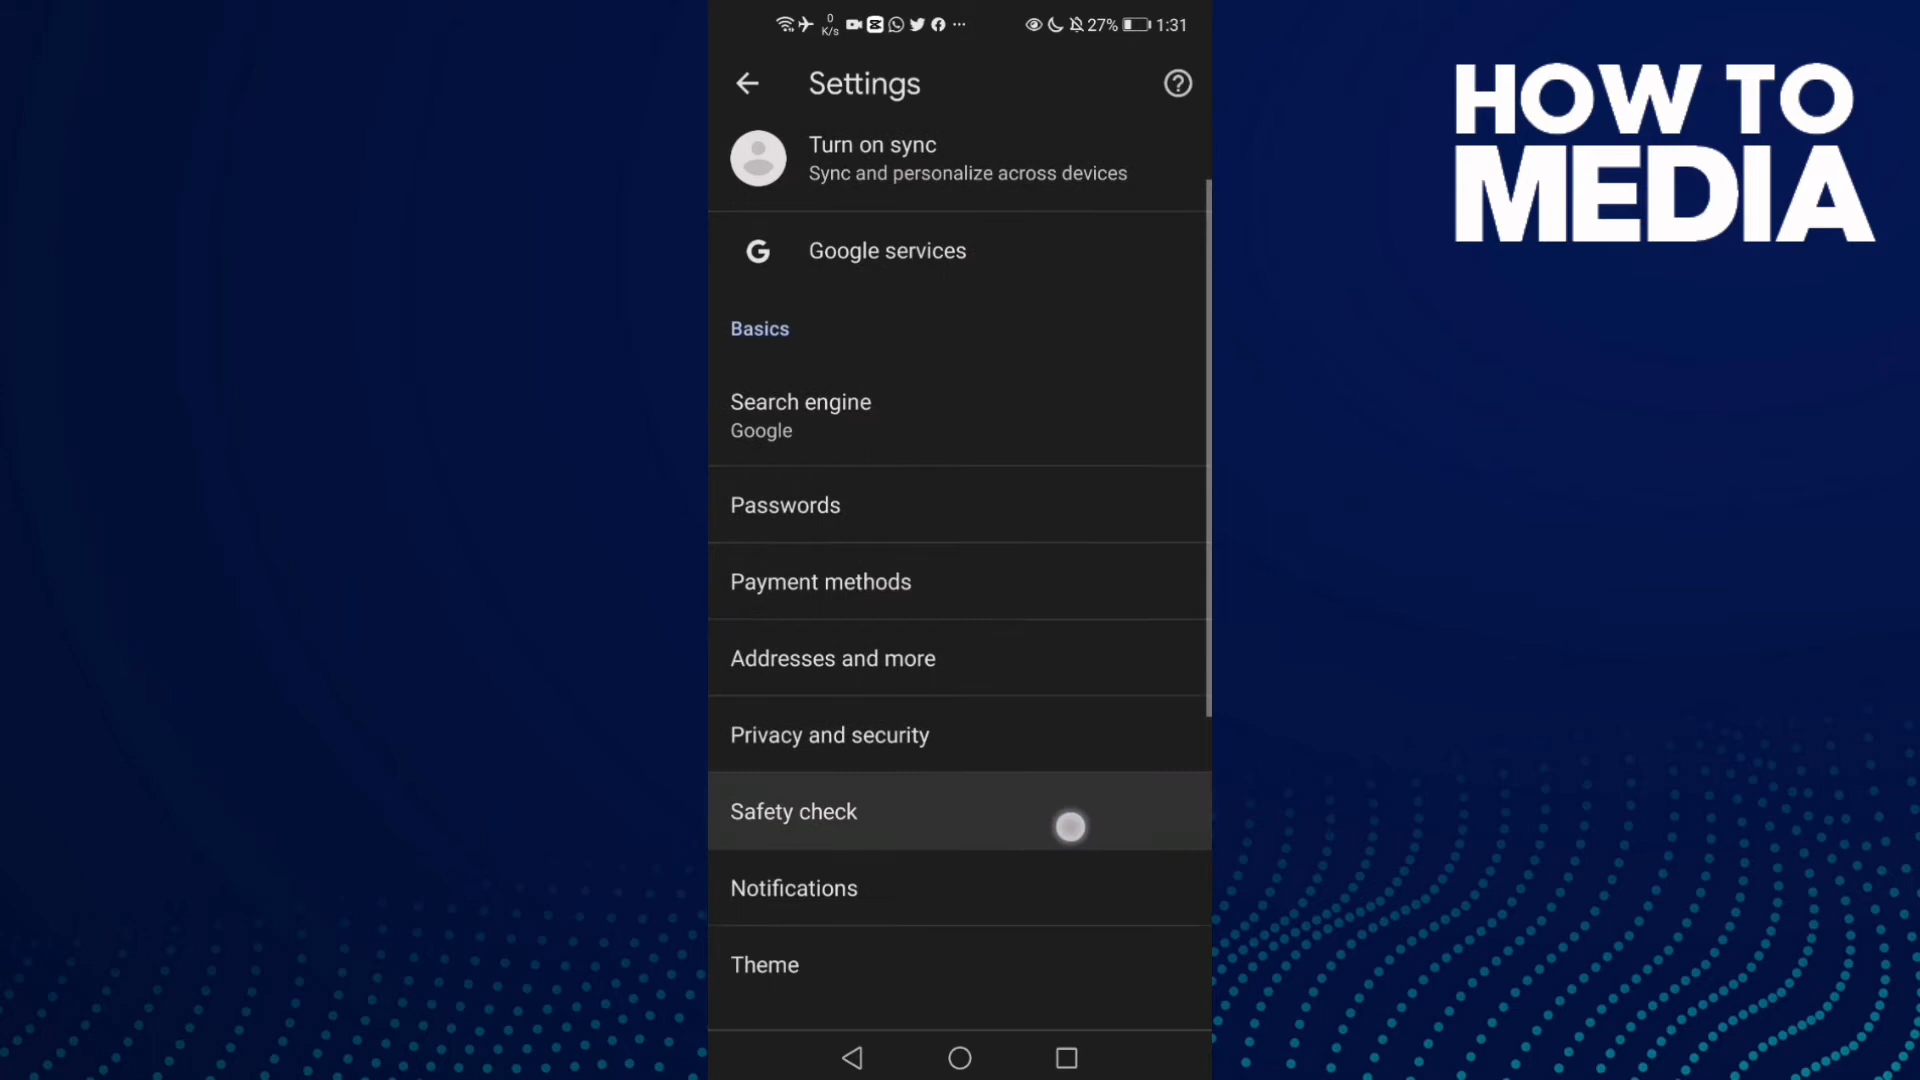 0
K/s
27%
1:31
Settings
Turn on sync
Sync and personalize across devices
G
Google services
Basics
Search engine
Google
Passwords
Payment methods
Addresses and more
Privacy and security
Safety check
Notifications
Theme
HOW TO
MEDIA